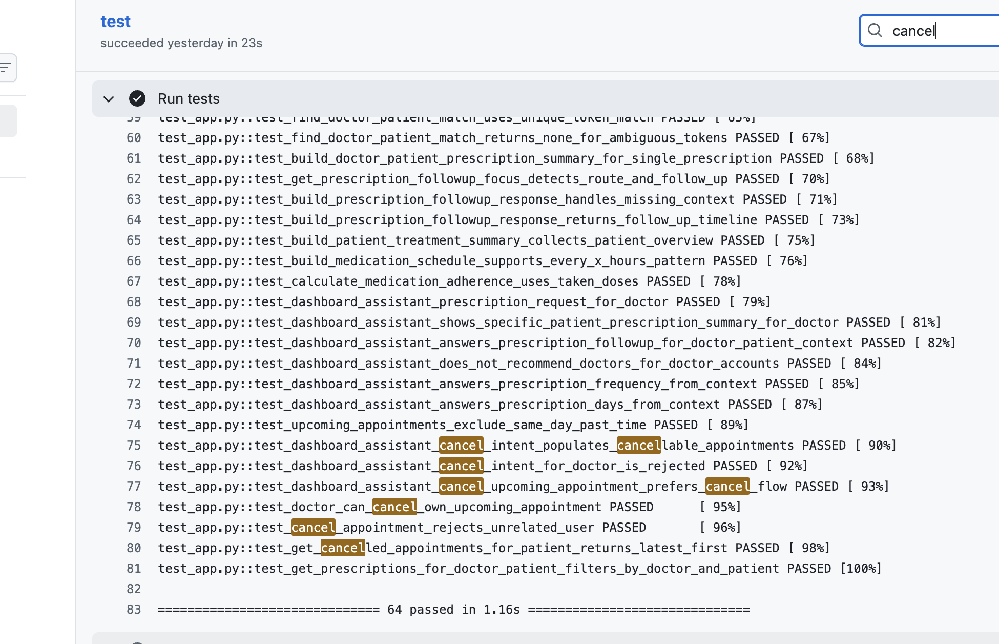 test
succeeded yesterday in 23s
cancel
Run tests
59 test_app.py::test_find_doctor_patient_match_uses_unique_token_match PASSED [ 65%]
60 test_app.py::test_find_doctor_patient_match_returns_none_for_ambiguous_tokens PASSED [ 67%]
61 test_app.py::test_build_doctor_patient_prescription_summary_for_single_prescription PASSED [ 68%]
62 test_app.py::test_get_prescription_followup_focus_detects_route_and_follow_up PASSED [ 70%]
63 test_app.py::test_build_prescription_followup_response_handles_missing_context PASSED [ 71%]
64 test_app.py::test_build_prescription_followup_response_returns_follow_up_timeline PASSED [ 73%]
65 test_app.py::test_build_patient_treatment_summary_collects_patient_overview PASSED [ 75%]
66 test_app.py::test_build_medication_schedule_supports_every_x_hours_pattern PASSED [ 76%]
67 test_app.py::test_calculate_medication_adherence_uses_taken_doses PASSED [ 78%]
68 test_app.py::test_dashboard_assistant_prescription_request_for_doctor PASSED [ 79%]
69 test_app.py::test_dashboard_assistant_shows_specific_patient_prescription_summary_for_doctor PASSED [ 81%]
70 test_app.py::test_dashboard_assistant_answers_prescription_followup_for_doctor_patient_context PASSED [ 82%]
71 test_app.py::test_dashboard_assistant_does_not_recommend_doctors_for_doctor_accounts PASSED [ 84%]
72 test_app.py::test_dashboard_assistant_answers_prescription_frequency_from_context PASSED [ 85%]
73 test_app.py::test_dashboard_assistant_answers_prescription_days_from_context PASSED [ 87%]
74 test_app.py::test_upcoming_appointments_exclude_same_day_past_time PASSED [ 89%]
75 test_app.py::test_dashboard_assistant_cancel_intent_populates_cancellable_appointments PASSED [ 90%]
76 test_app.py::test_dashboard_assistant_cancel_intent_for_doctor_is_rejected PASSED [ 92%]
77 test_app.py::test_dashboard_assistant_cancel_upcoming_appointment_prefers_cancel_flow PASSED [ 93%]
78 test_app.py::test_doctor_can_cancel_own_upcoming_appointment PASSED      [ 95%]
79 test_app.py::test_cancel_appointment_rejects_unrelated_user PASSED       [ 96%]
80 test_app.py::test_get_cancelled_appointments_for_patient_returns_latest_first PASSED [ 98%]
81 test_app.py::test_get_prescriptions_for_doctor_patient_filters_by_doctor_and_patient PASSED [100%]
82
83 ============================== 64 passed in 1.16s ==============================